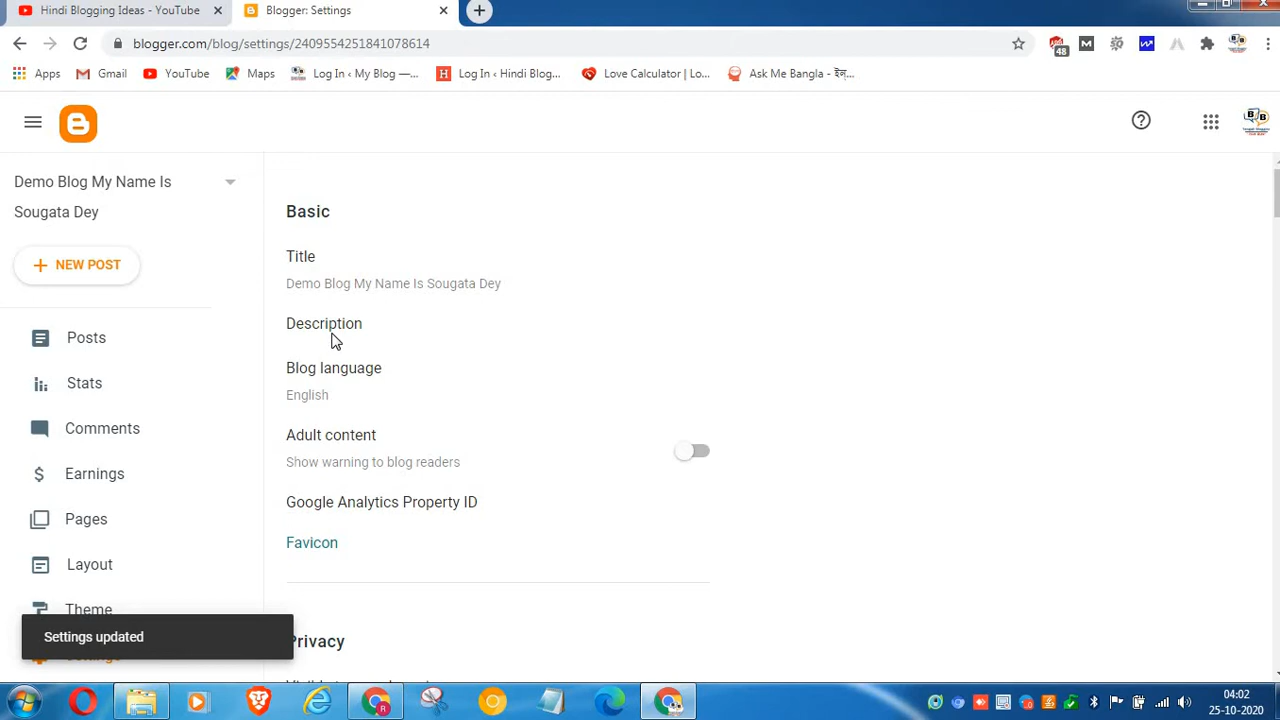 Hindi Blogging Ideas - YouTube
Blogger: Settings
blogger.com/blog/settings/2409554251841078614
48
M
Apps
Gmail
YouTube
Maps
Log In ‹ My Blog —...
H
Log In ‹ Hindi Blog...
Love Calculator | Lo...
Ask Me Bangla - ইন্...
Demo Blog My Name Is
Sougata Dey
NEW POST
Posts
Stats
Comments
Earnings
Pages
Layout
Theme
Settings updated
Basic
Title
Demo Blog My Name Is Sougata Dey
Description
Blog language
English
Adult content
Show warning to blog readers
Google Analytics Property ID
Favicon
Privacy
04:02
25-10-2020